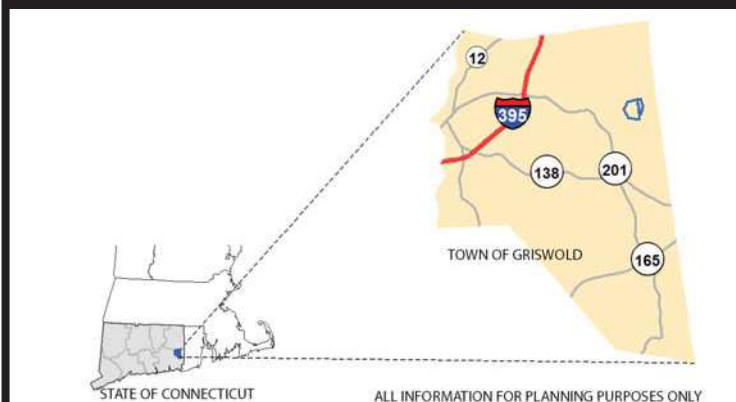 12
395
138
201
TOWN OF GRISWOLD
165
STATE OF CONNECTICUT
ALL INFORMATION FOR PLANNING PURPOSES ONLY